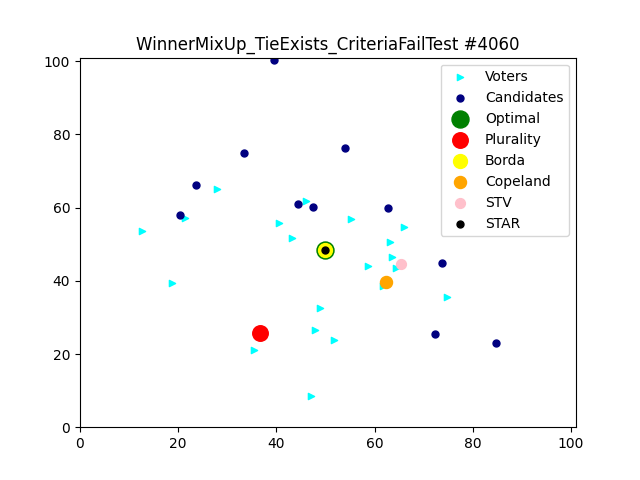 WinnerMixUp_TieExists_CriteriaFailTest #4060
100
80
60
40
20
0
0 20 40 60 80 100
Voters
Candidates
Optimal
Plurality
Borda
Copeland
STV
STAR